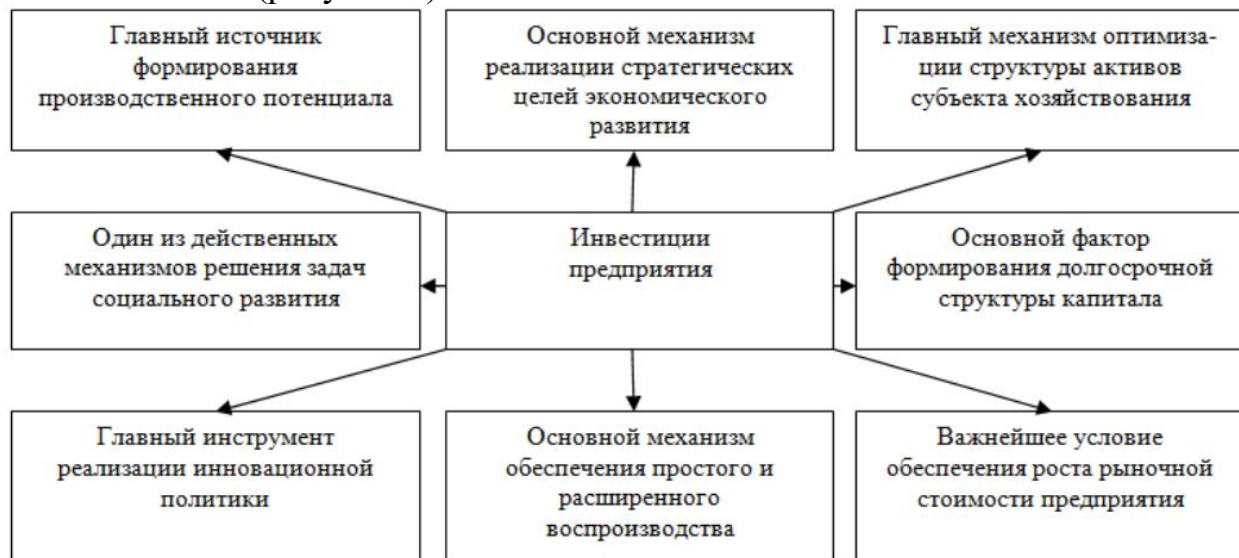 Главный источник
формирования
производственного потенциала
Основной механизм
реализации стратегических
целей экономического
развития
Главный механизм оптимиза-
ции структуры активов
субъекта хозяйствования
Один из действенных
механизмов решения задач
социального развития
Инвестиции
предприятия
Основной фактор
формирования долгосрочной
структуры капитала
Главный инструмент
реализации инновационной
политики
Основной механизм
обеспечения простого и
расширенного
воспроизводства
Важнейшее условие
обеспечения роста рыночной
стоимости предприятия